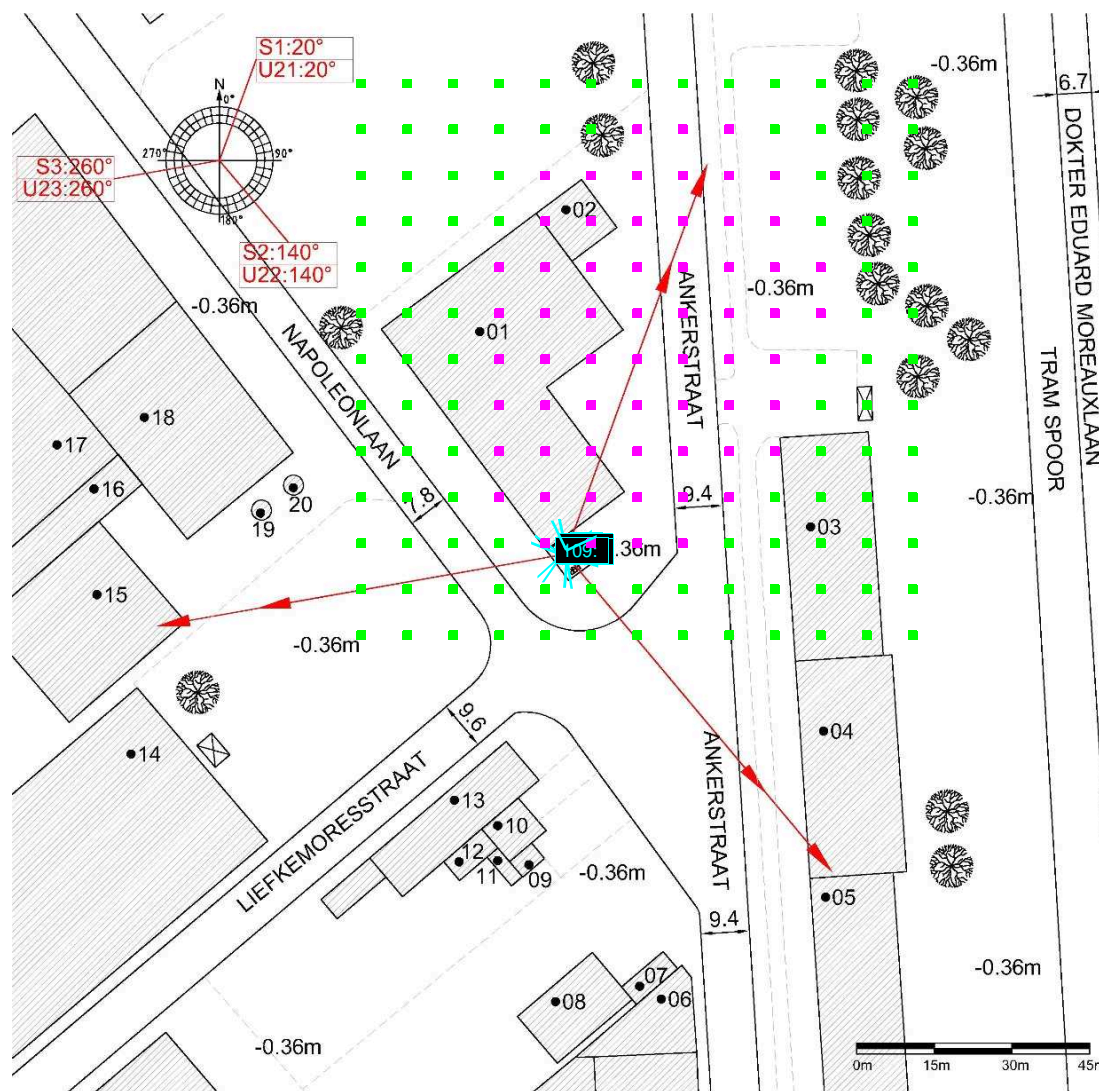 S1:20°
U21:20°
N
0°
270°
90°
180°
S3:260°
U23:260°
S2:140°
U22:140°
-0.36m
6.7
DOKTER EDUARD MOREAUXLAAN
TRAM SPOOR
02
-0.36m
-0.36m
01
NAPOLEONLAAN
ANKERSTRAAT
18
17
16
20
19
7.8
9.4
-0.36m
03
T09:
.36m
15
-0.36m
14
9.6
04
ANKERSTRAAT
LIEFKEMORESSTRAAT
13
10
12
11
09
-0.36m
05
9.4
-0.36m
07
08
06
-0.36m
0m
15m
30m